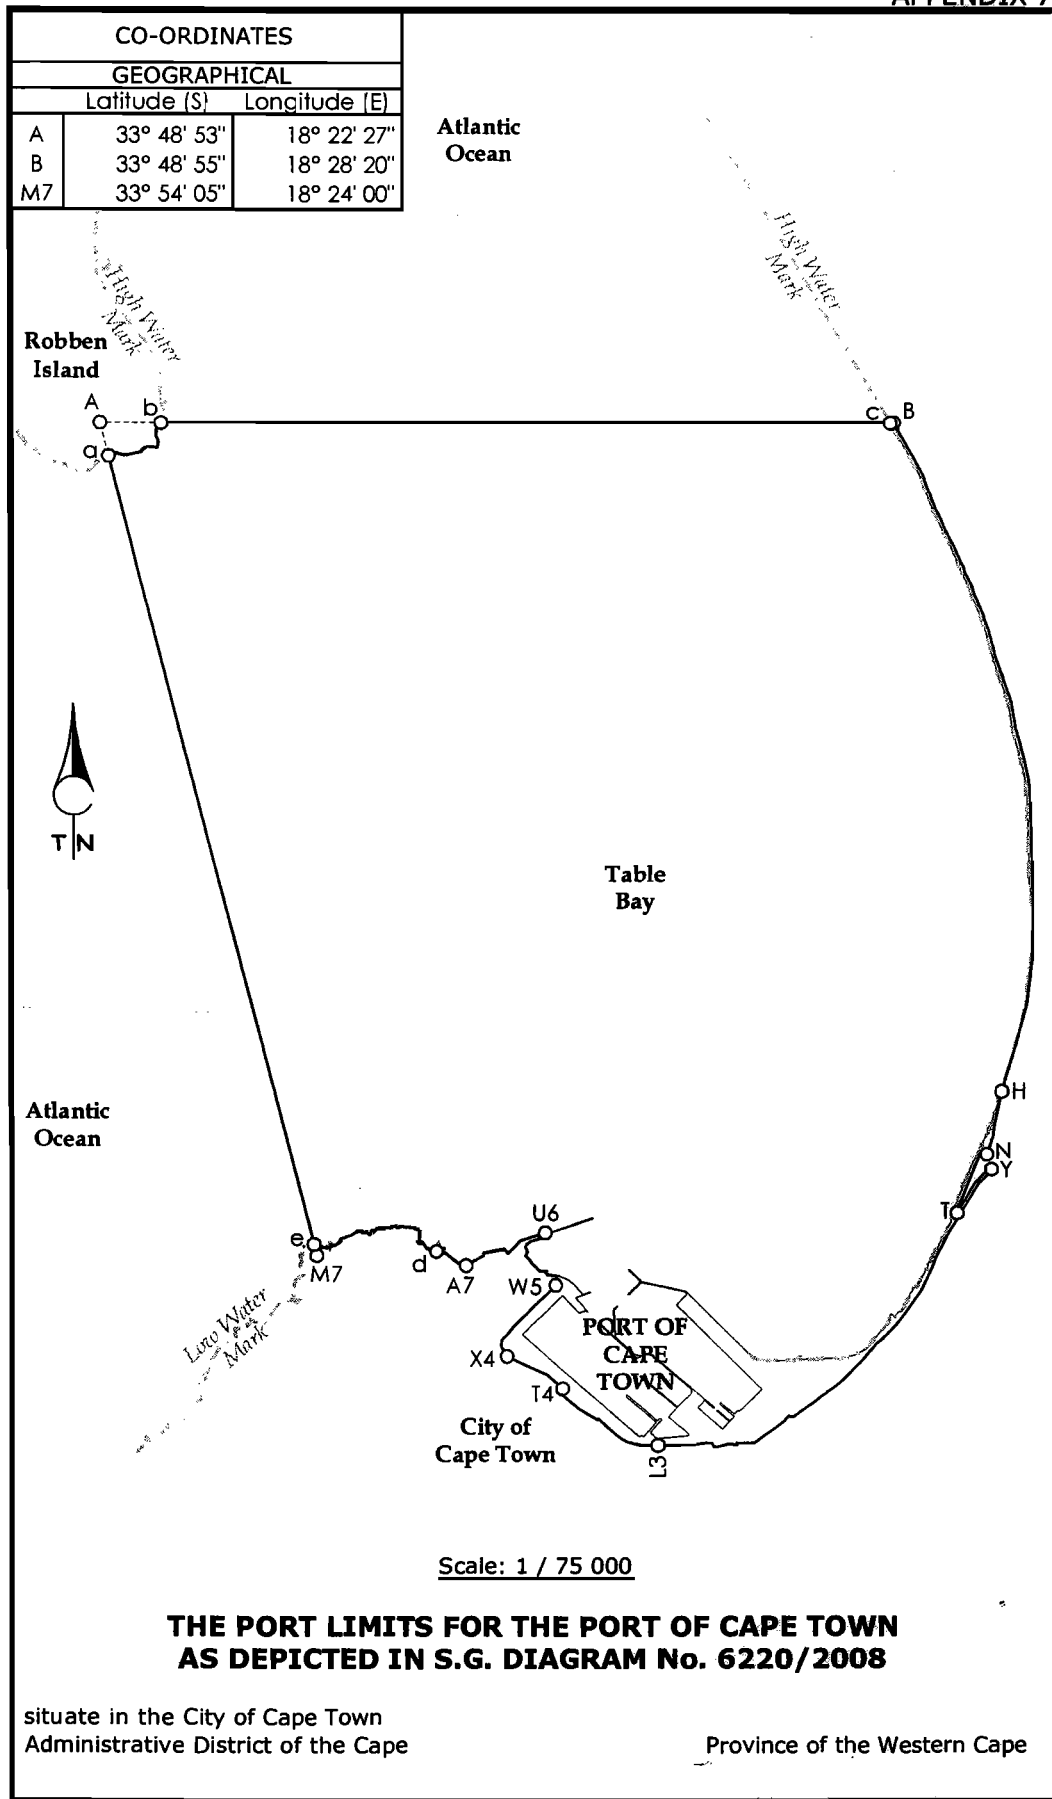 APPENDIX 7
CO-ORDINATES
GEOGRAPHICAL
Latitude (S) Longitude (E)
A 33° 48' 53" 18° 22' 27"
B 33° 48' 55" 18° 28' 20"
M7 33° 54' 05" 18° 24' 00"
Atlantic
Ocean
High Water
Mark
High Water
Mark
Robben
Island
A
b
c
B
a
T N
Table
Bay
Atlantic
Ocean
H
N
Y
T
U6
e
M7
d
A7
W5
Low Water
Mark
PORT OF
CAPE
TOWN
X4
T4
City of
Cape Town
L3
Scale: 1 / 75 000
THE PORT LIMITS FOR THE PORT OF CAPE TOWN
AS DEPICTED IN S.G. DIAGRAM No. 6220/2008
situate in the City of Cape Town
Administrative District of the Cape
Province of the Western Cape